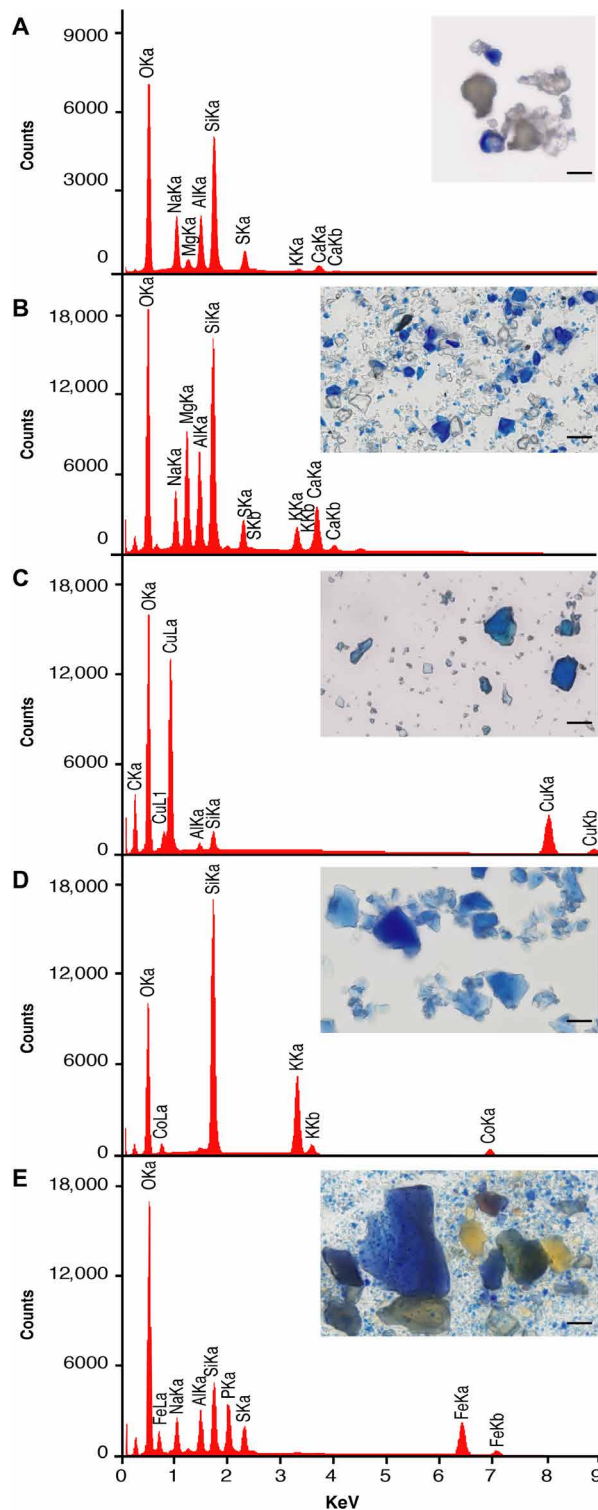 A
9000
6000
3000
0
Counts
OKa
NaKa
MgKa
AlKa
SiKa
SKa
KKa
CaKa
CaKb
B
18,000
12,000
6000
0
Counts
OKa
NaKa
MgKa
AlKa
SiKa
SKa
SKb
KKa
KKb
CaKa
CaKb
C
18,000
12,000
6000
0
Counts
CKa
OKa
CuL1
CuLa
AlKa
SiKa
CuKa
CuKb
D
18,000
12,000
6000
0
Counts
OKa
CoLa
SiKa
KKa
KKb
CoKa
E
18,000
12,000
6000
0
Counts
OKa
FeLa
NaKa
AlKa
SiKa
PKa
SKa
FeKa
FeKb
0 1 2 3 4 5 6 7 8 9
KeV